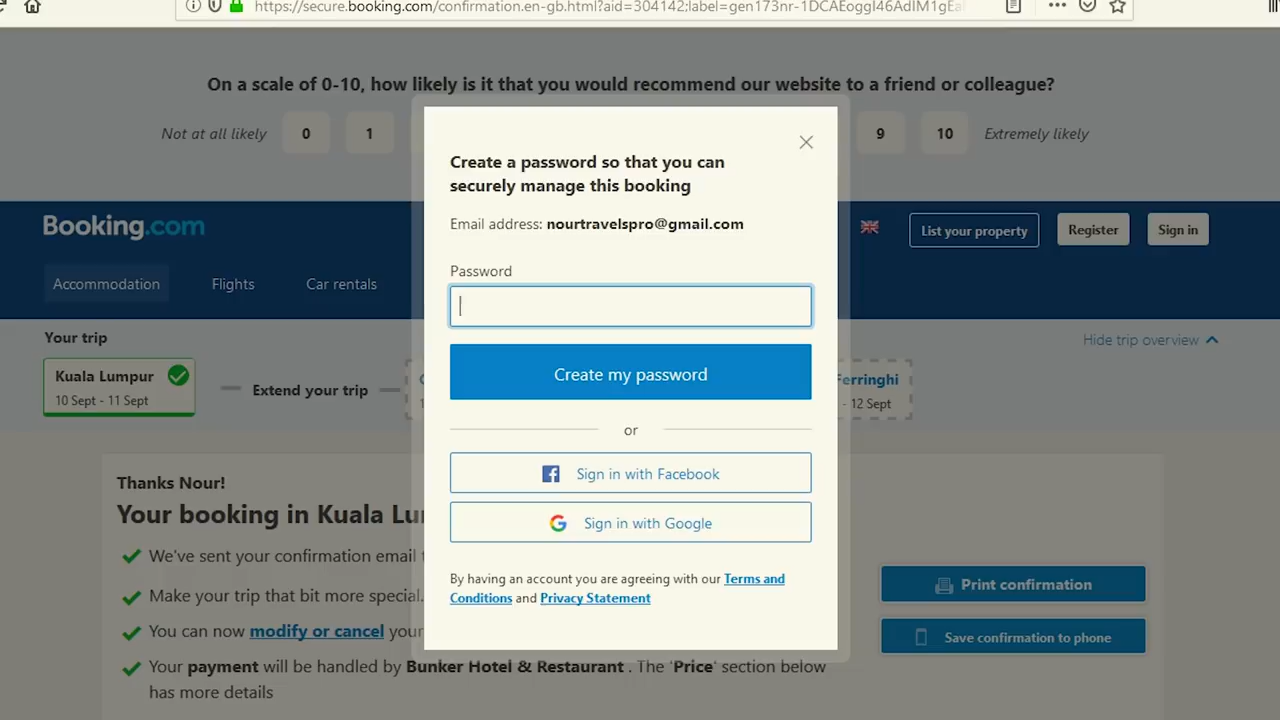 https://secure.booking.com/confirmation.en-gb.html?aid=304142;label=gen173nr-1DCAEoggI46AdIM1gEa
On a scale of 0-10, how likely is it that you would recommend our website to a friend or colleague?
Not at all likely 0 1 9 10 Extremely likely
Create a password so that you can
securely manage this booking
Email address: nourtravelspro@gmail.com
Booking.com
List your property Register Sign in
Accommodation Flights Car rentals
Password
Create my password
Your trip
Hide trip overview
Kuala Lumpur
10 Sept - 11 Sept
Extend your trip
Ferringhi
- 12 Sept
or
Sign in with Facebook
Sign in with Google
By having an account you are agreeing with our Terms and
Conditions and Privacy Statement
Thanks Nour!
Your booking in Kuala Lu
We've sent your confirmation email
Make your trip that bit more special.
You can now modify or cancel your
Your payment will be handled by Bunker Hotel & Restaurant . The 'Price' section below
has more details
Print confirmation
Save confirmation to phone